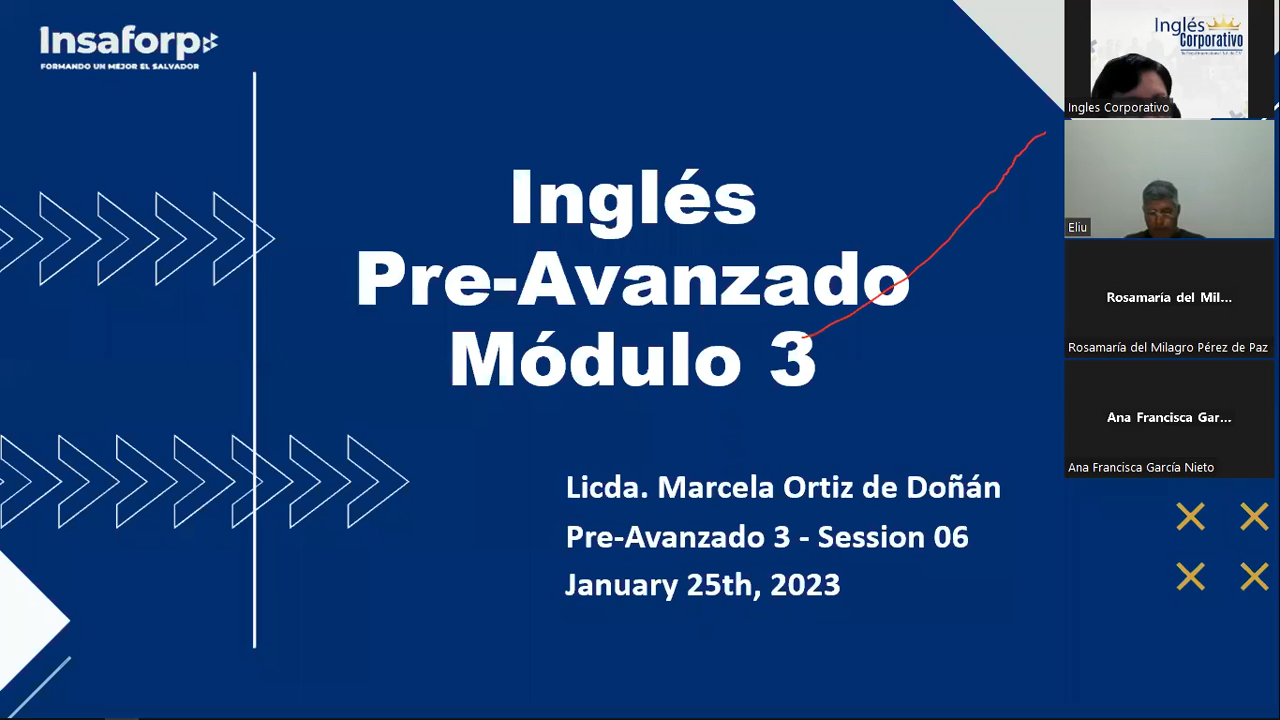 Insaforp
FORMANDO UN MEJOR EL SALVADOR
Inglés
Pre-Avanzado
Módulo 3
Licda. Marcela Ortiz de Doñán
Pre-Avanzado 3 - Session 06
January 25th, 2023
Inglés
Corporativo
Ingles Corporativo
Eliu
Rosamaría del Mil...
Rosamaría del Milagro Pérez de Paz
Ana Francisca Gar...
Ana Francisca García Nieto